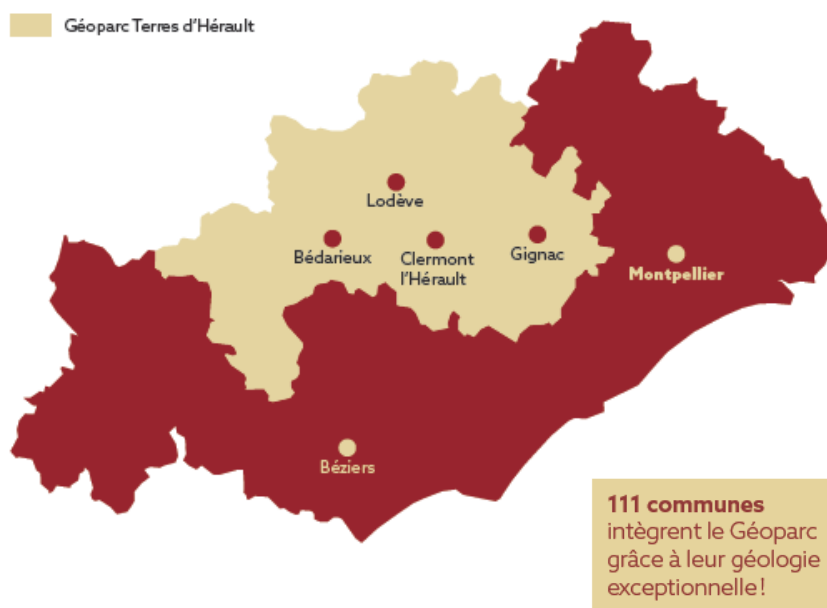 Géoparc Terres d'Hérault
Lodève
Bédarieux
Clermont
l'Hérault
Gignac
Montpellier
Béziers
111 communes
intègrent le Géoparc
grâce à leur géologie
exceptionnelle!